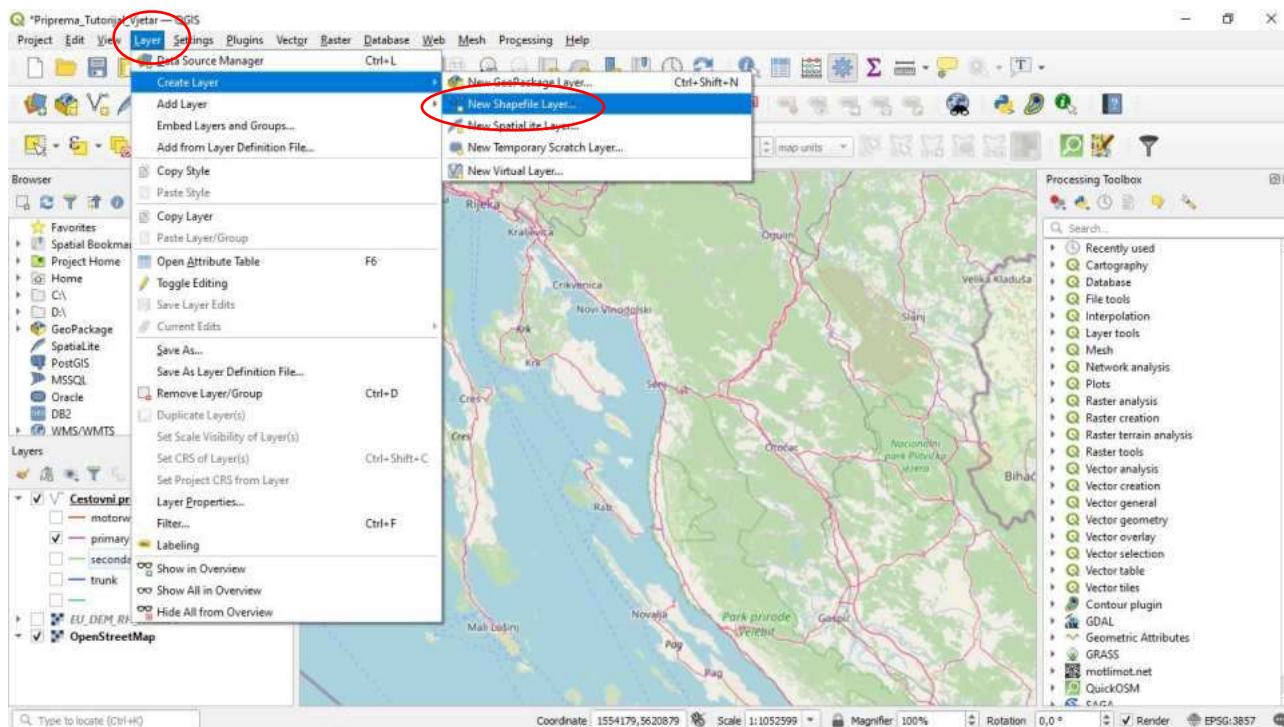 *Priprema_Tutorijal_Vjetar — QGIS
Project Edit View Layer Settings Plugins Vector Raster Database Web Mesh Processing Help
Data Source Manager Ctrl+L
Create Layer
Add Layer
Embed Layers and Groups...
Add from Layer Definition File...
Copy Style
Paste Style
Copy Layer
Paste Layer/Group
Open Attribute Table F6
Toggle Editing
Save Layer Edits
Current Edits
Save As...
Save As Layer Definition File...
Remove Layer/Group Ctrl+D
Duplicate Layer(s)
Set Scale Visibility of Layer(s)
Set CRS of Layer(s) Ctrl+Shift+C
Set Project CRS from Layer
Layer Properties...
Filter... Ctrl+F
Labeling
Show in Overview
Show All in Overview
Hide All from Overview
New GeoPackage Layer... Ctrl+Shift+N
New Shapefile Layer...
New SpatiaLite Layer...
New Temporary Scratch Layer...
New Virtual Layer...
map units
Browser
Favorites
Spatial Bookma
Project Home
Home
C:\
D:\
GeoPackage
SpatiaLite
PostGIS
MSSQL
Oracle
DB2
WMS/WMTS
Layers
Cestovni pr
motorw
primary
seconda
trunk
EU_DEM_R
OpenStreetMap
Rijeka
Kraljevica
Ogulin
Crikvenica
Velika Kladuša
Novi Vinodolski
Slunj
Krk
Krk
Senj
Cres
Cres
Otočac
Nacionalni
park Plitvička
jezera
Bihać
Rab
Novalja
Park prirode
Velebit
Gospić
Mali Lošinj
Pag
Pag
Processing Toolbox
Search...
Recently used
Cartography
Database
File tools
Interpolation
Layer tools
Mesh
Network analysis
Plots
Raster analysis
Raster creation
Raster terrain analysis
Raster tools
Vector analysis
Vector creation
Vector general
Vector geometry
Vector overlay
Vector selection
Vector table
Vector tiles
Contour plugin
GDAL
Geometric Attributes
GRASS
motlimot.net
QuickOSM
SAGA
Type to locate (Ctrl+K) Coordinate 1554179,5620879 Scale 1:1052599 Magnifier 100% Rotation 0,0 ° Render EPSG:3857